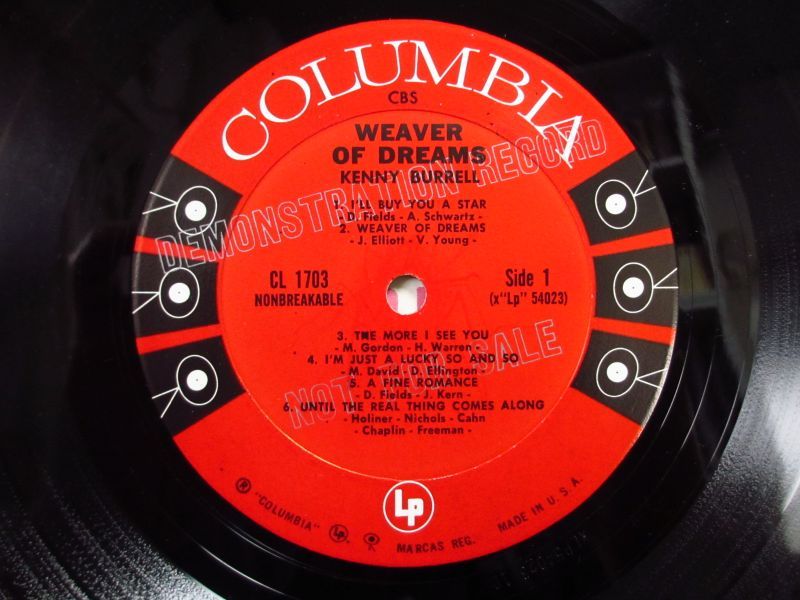 COLUMBIA
CBS
WEAVER
OF DREAMS
KENNY BURRELL
DEMONSTRATION RECORD
1. I'LL BUY YOU A STAR
- D. Fields - A. Schwartz -
2. WEAVER OF DREAMS
- J. Elliott - V. Young -
CL 1703
NONBREAKABLE
Side 1
(x"Lp" 54023)
3. THE MORE I SEE YOU
- M. Gordon - H. Warren -
4. I'M JUST A LUCKY SO AND SO
- M. David - D. Ellington -
5. A FINE ROMANCE
- D. Fields - J. Kern -
6. UNTIL THE REAL THING COMES ALONG
- Holiner - Nichols - Cahn
- Chaplin - Freeman -
NOT FOR SALE
Lp
® "COLUMBIA" Lp MARCAS REG. MADE IN U.S.A.